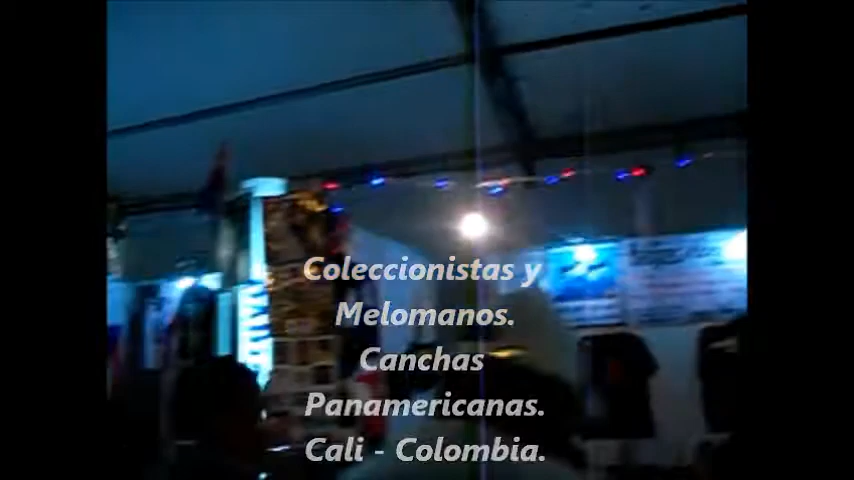 Coleccionistas y
Melomanos.
Canchas
Panamericanas.
Cali - Colombia.